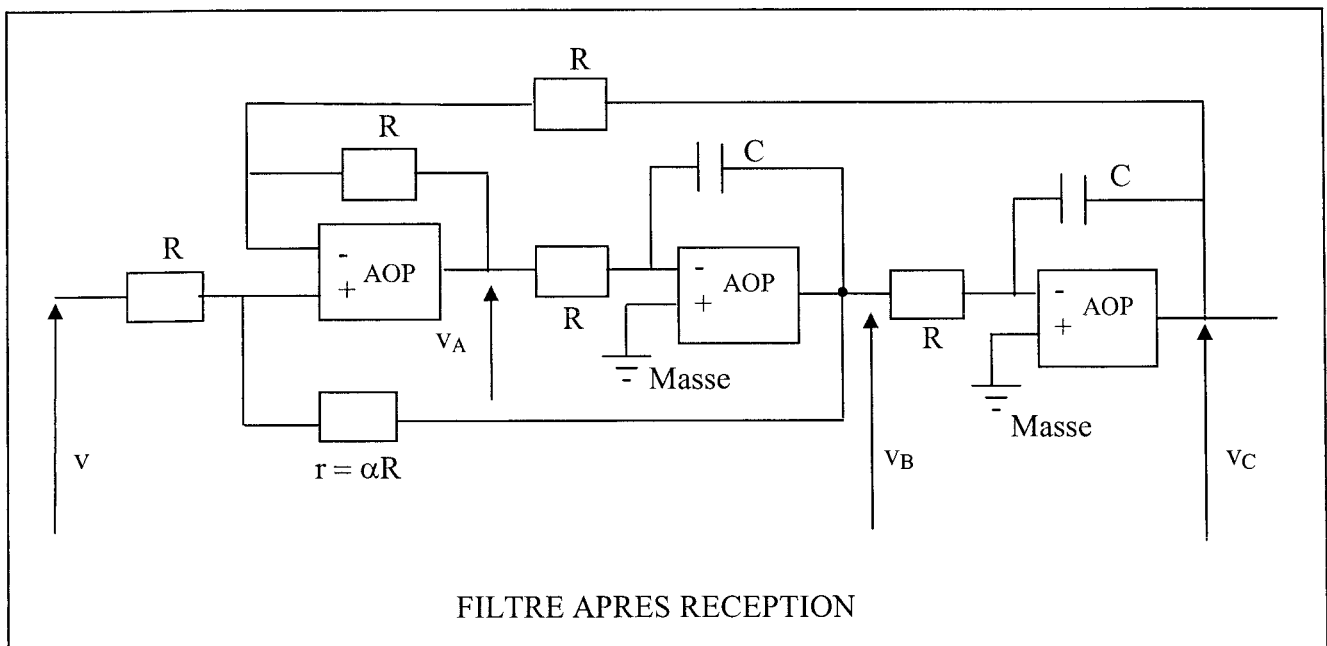 R
R
C
C
R
-
AOP
+
-
AOP
+
-
AOP
+
R
R
vA
Masse
Masse
r = αR
v
vB
vC
FILTRE APRES RECEPTION